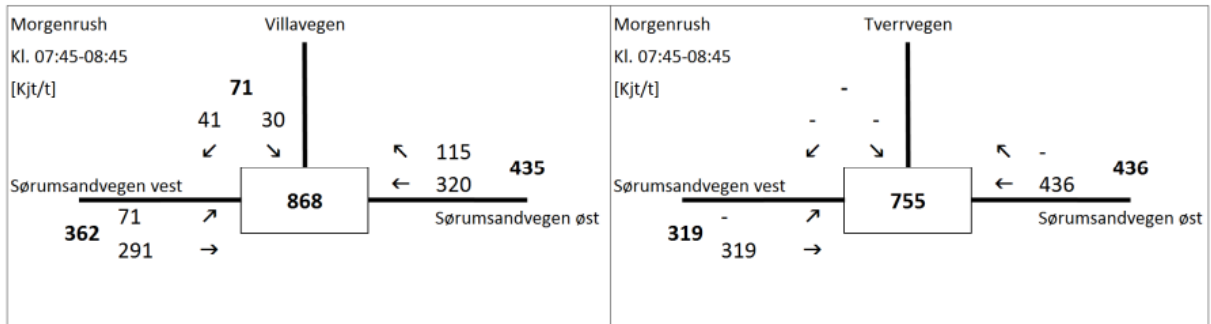 Morgenrush
Villavegen
Kl. 07:45-08:45
[Kjt/t]
71
41 30
↙ ↘
↖ 115
435
← 320
Sørumsandvegen vest
868
Sørumsandvegen øst
71 ↗
362
291 →
Morgenrush
Tverrvegen
Kl. 07:45-08:45
[Kjt/t]
-
- -
↙ ↘
↖ -
436
← 436
Sørumsandvegen vest
755
Sørumsandvegen øst
- ↗
319
319 →